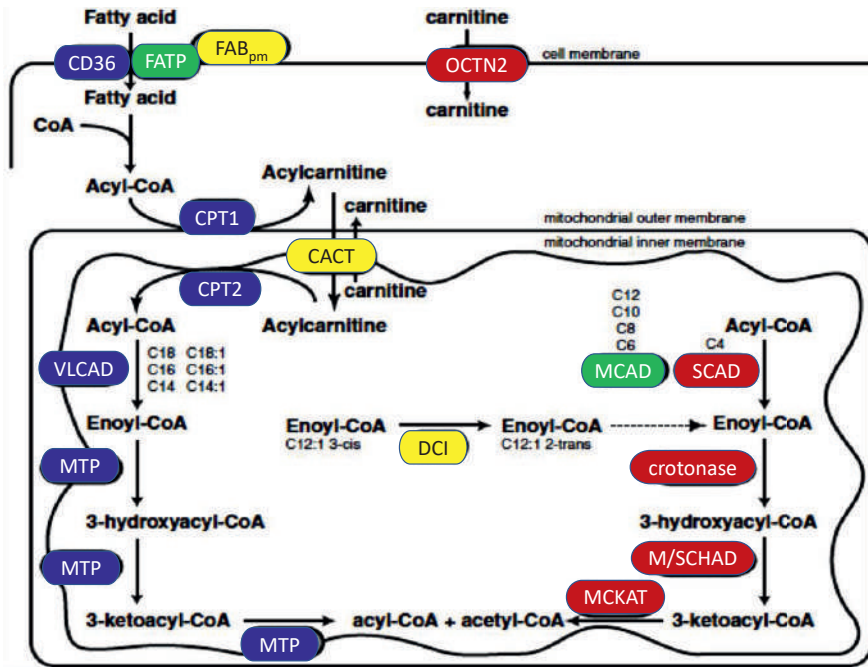 Fatty acid
carnitine
CD36
FATP
FABpm
OCTN2
cell membrane
Fatty acid
carnitine
CoA
Acyl-CoA
Acylcarnitine
carnitine
CPT1
mitochondrial outer membrane
mitochondrial inner membrane
CACT
CPT2
carnitine
Acyl-CoA
Acylcarnitine
C12
C10
C8
C6
Acyl-CoA
C4
VLCAD
C18 C18:1
C16 C16:1
C14 C14:1
MCAD
SCAD
Enoyl-CoA
Enoyl-CoA
C12:1 3-cis
DCI
Enoyl-CoA
C12:1 2-trans
Enoyl-CoA
MTP
crotonase
3-hydroxyacyl-CoA
3-hydroxyacyl-CoA
MTP
M/SCHAD
MCKAT
3-ketoacyl-CoA
acyl-CoA + acetyl-CoA
3-ketoacyl-CoA
MTP